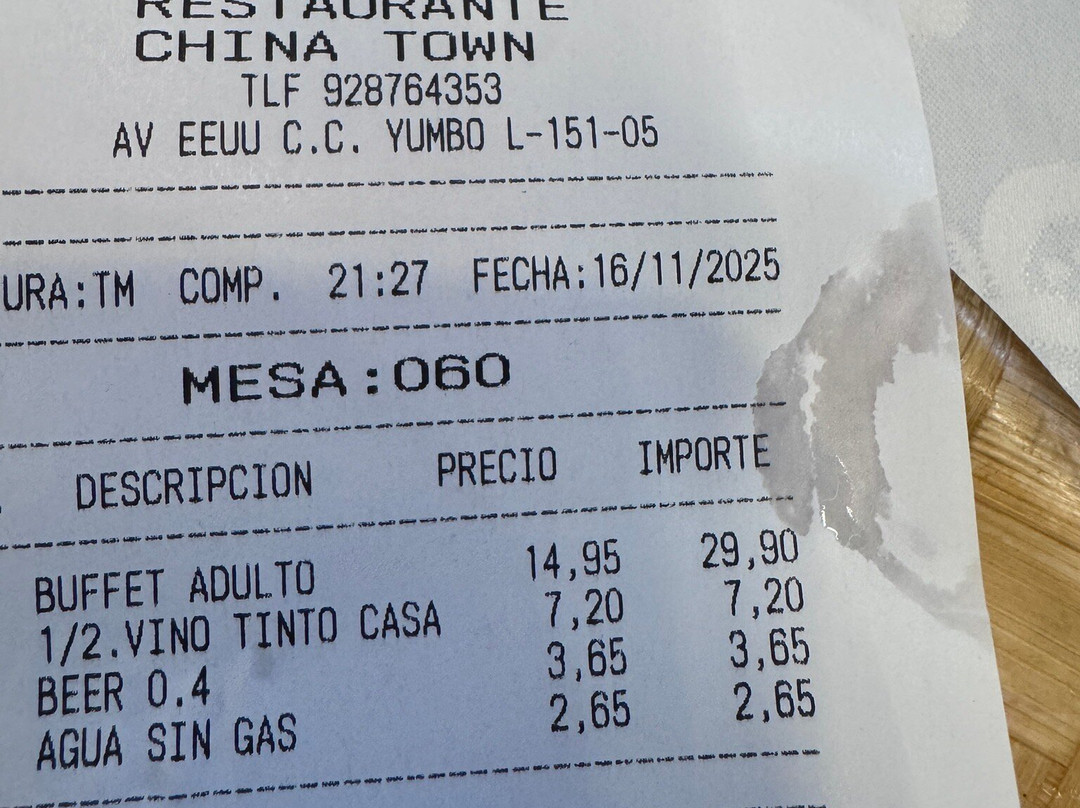 RESTAURANTE
CHINA TOWN
TLF 928764353
AV EEUU C.C. YUMBO L-151-05
URA:TM COMP. 21:27 FECHA:16/11/2025
MESA:060
DESCRIPCION PRECIO IMPORTE
BUFFET ADULTO 14,95 29,90
1/2.VINO TINTO CASA 7,20 7,20
BEER 0.4 3,65 3,65
AGUA SIN GAS 2,65 2,65